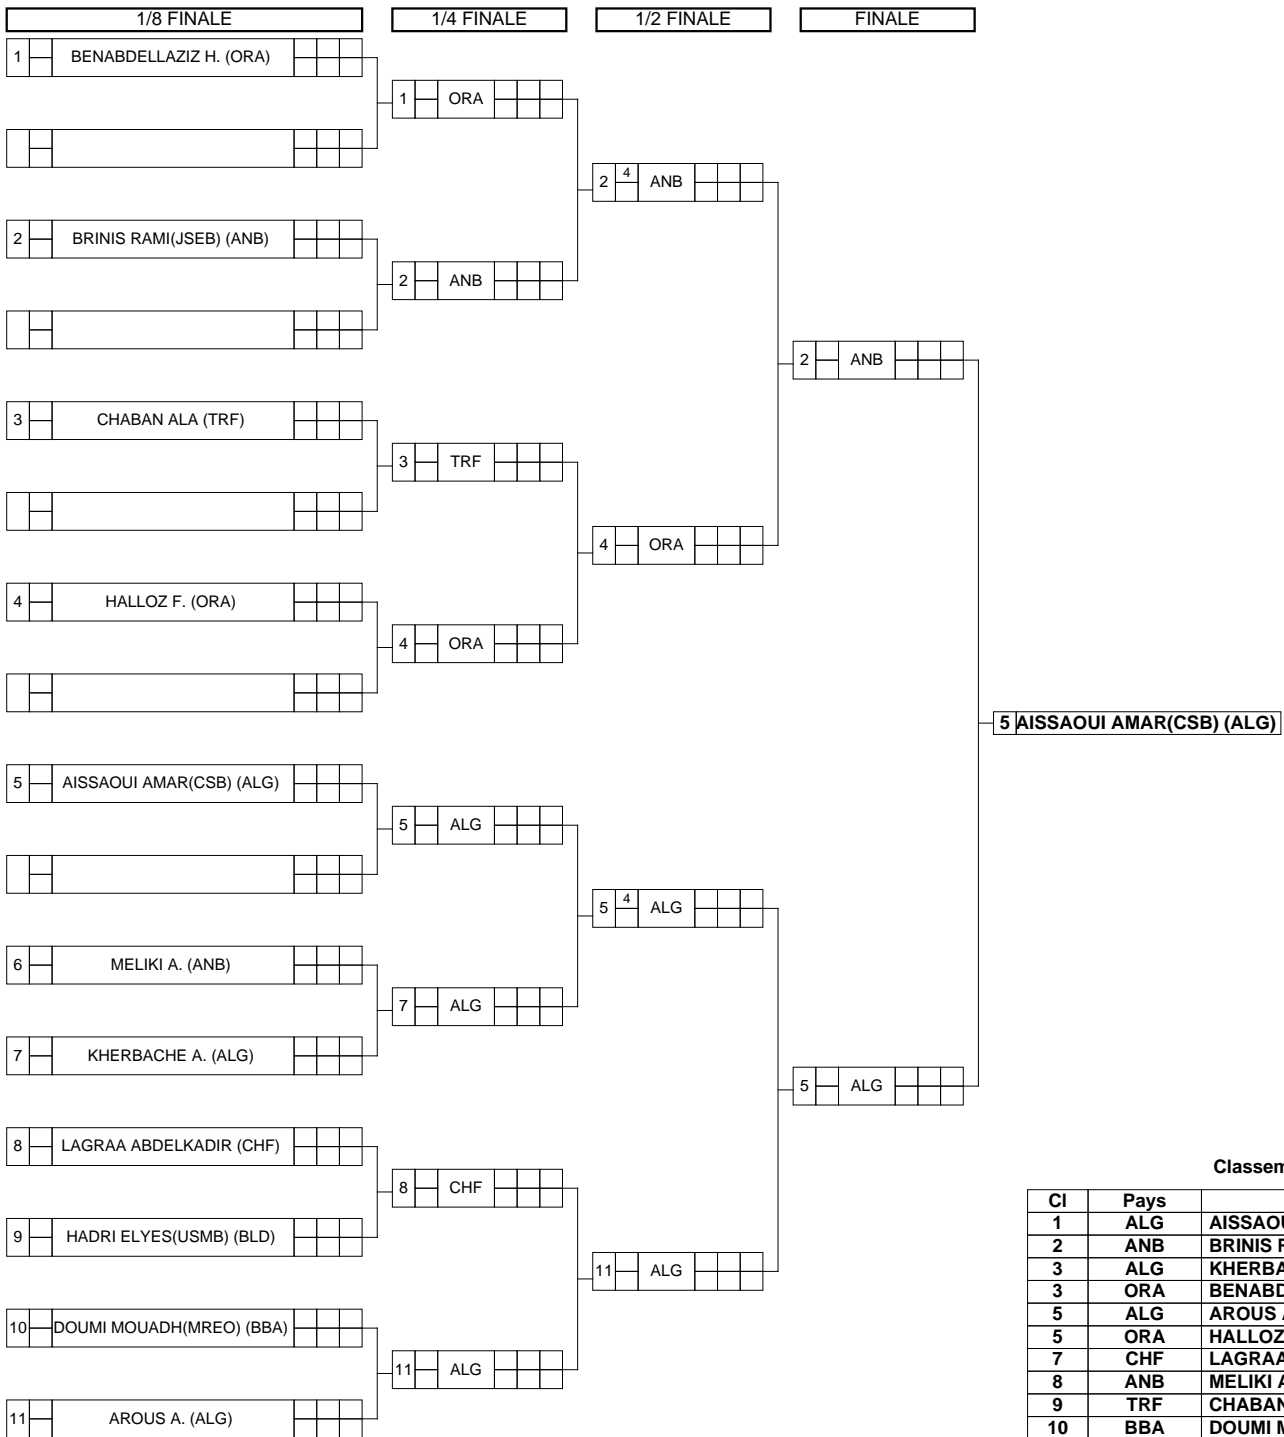 1/8 FINALE
1/4 FINALE
1/2 FINALE
FINALE
1 BENABDELLAZIZ H. (ORA)
1 ORA
2 4 ANB
2 BRINIS RAMI(JSEB) (ANB)
2 ANB
2 ANB
3 CHABAN ALA (TRF)
3 TRF
4 ORA
4 HALLOZ F. (ORA)
4 ORA
5 AISSAOUI AMAR(CSB) (ALG)
5 AISSAOUI AMAR(CSB) (ALG)
5 ALG
5 4 ALG
6 MELIKI A. (ANB)
7 ALG
7 KHERBACHE A. (ALG)
5 ALG
8 LAGRAA ABDELKADIR (CHF)
8 CHF
9 HADRI ELYES(USMB) (BLD)
11 ALG
10 DOUMI MOUADH(MREO) (BBA)
11 ALG
11 AROUS A. (ALG)
Classem
Cl Pays
1 ALG AISSAOU
2 ANB BRINIS
3 ALG KHERBA
3 ORA BENABD
5 ALG AROUS
5 ORA HALLOZ
7 CHF LAGRAA
8 ANB MELIKI
9 TRF CHABAN
10 BBA DOUMI